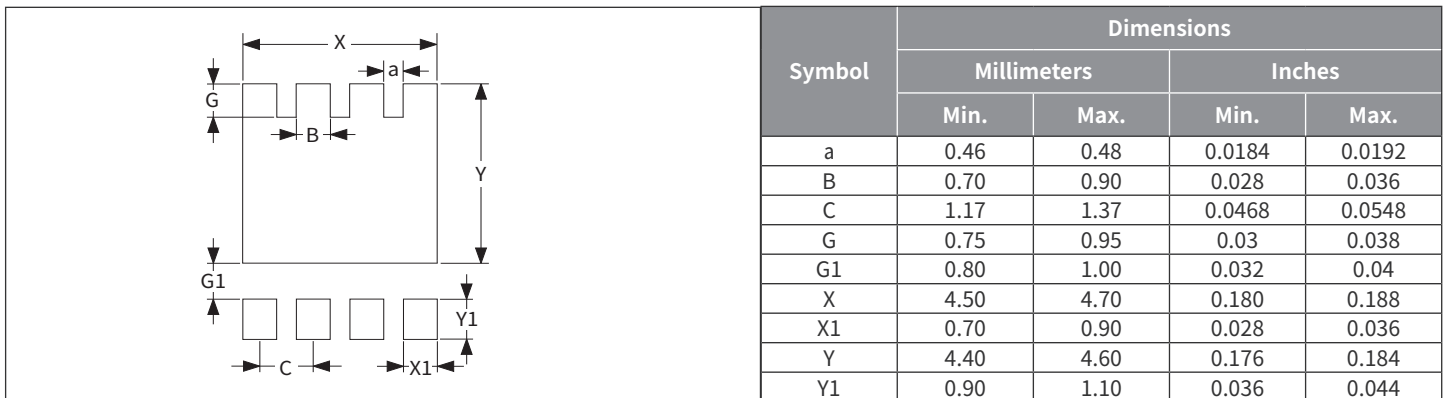 X
a
G
B
Y
G1
Y1
C
X1
Symbol Dimensions
Millimeters Inches
Min. Max. Min. Max.
a 0.46 0.48 0.0184 0.0192
B 0.70 0.90 0.028 0.036
C 1.17 1.37 0.0468 0.0548
G 0.75 0.95 0.03 0.038
G1 0.80 1.00 0.032 0.04
X 4.50 4.70 0.180 0.188
X1 0.70 0.90 0.028 0.036
Y 4.40 4.60 0.176 0.184
Y1 0.90 1.10 0.036 0.044